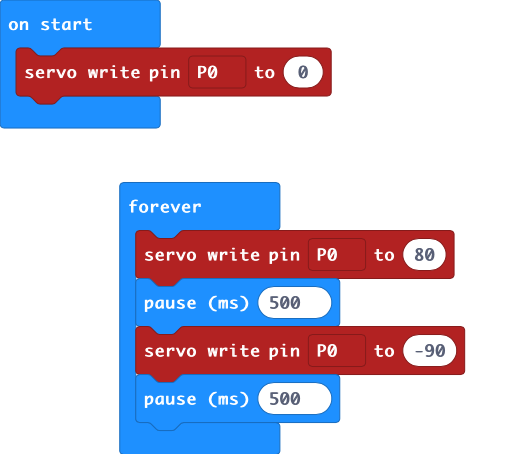 on start
servo write pin P0 to 0
forever
servo write pin P0 to 80
pause (ms) 500
servo write pin P0 to -90
pause (ms) 500